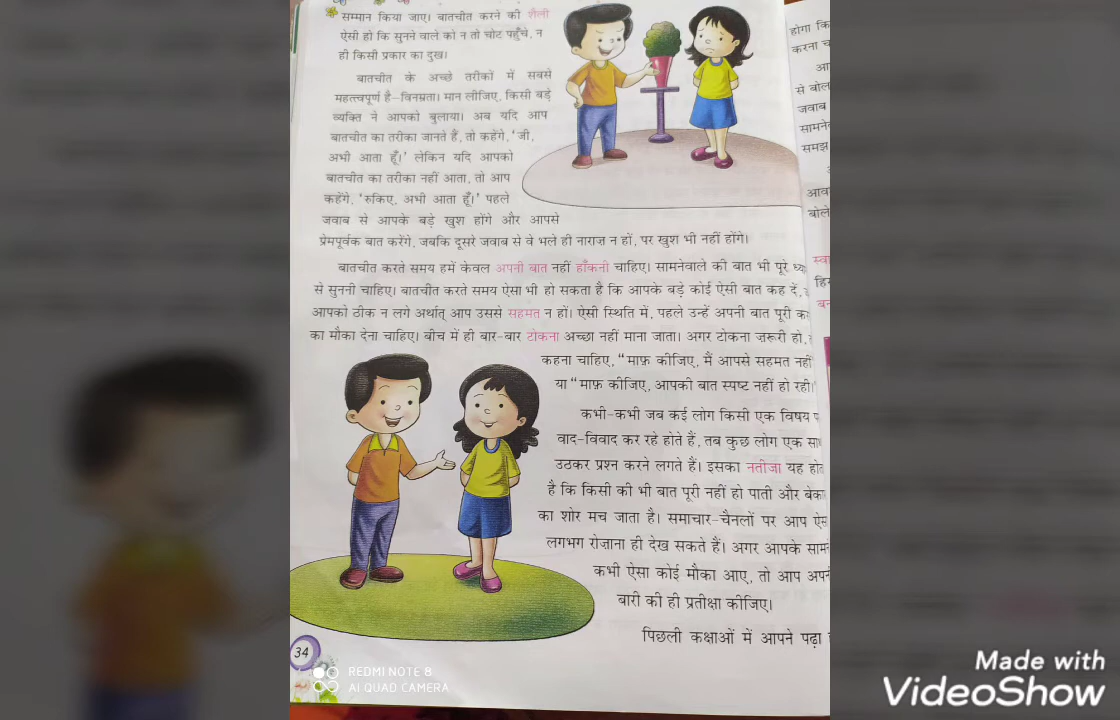 सम्मान किया जाए। बातचीत करने की शैली
ऐसी हो कि सुनने वाले को न तो चोट पहुँचे, न
ही किसी प्रकार का दुख।
बातचीत के अच्छे तरीकों में सबसे
महत्त्वपूर्ण है–विनम्रता। मान लीजिए, किसी बड़े
व्यक्ति ने आपको बुलाया। अब यदि आप
बातचीत का तरीका जानते हैं, तो कहेंगे, 'जी,
अभी आता हूँ।' लेकिन यदि आपको
बातचीत का तरीका नहीं आता, तो आप
कहेंगे, 'रुकिए, अभी आता हूँ।' पहले
जवाब से आपके बड़े खुश होंगे और आपसे
प्रेमपूर्वक बात करेंगे, जबकि दूसरे जवाब से वे भले ही नाराज़ न हों, पर खुश भी नहीं होंगे।
बातचीत करते समय हमें केवल अपनी बात नहीं हाँकनी चाहिए। सामनेवाले की बात भी पूरे
से सुननी चाहिए। बातचीत करते समय ऐसा भी हो सकता है कि आपके बड़े कोई ऐसी बात कह दें,
आपको ठीक न लगे अर्थात् आप उससे सहमत न हों। ऐसी स्थिति में, पहले उन्हें अपनी बात पूरी
का मौका देना चाहिए। बीच में ही बार-बार टोकना अच्छा नहीं माना जाता। अगर टोकना ज़रूरी हो,
कहना चाहिए, "माफ़ कीजिए, मैं आपसे सहमत नहीं
या "माफ़ कीजिए, आपकी बात स्पष्ट नहीं हो रही।"
कभी-कभी जब कई लोग किसी एक विषय
वाद-विवाद कर रहे होते हैं, तब कुछ लोग एक
उठकर प्रश्न करने लगते हैं। इसका नतीजा यह
है कि किसी की भी बात पूरी नहीं हो पाती और
का शोर मच जाता है। समाचार-चैनलों पर आप
लगभग रोज़ाना ही देख सकते हैं। अगर आपके
कभी ऐसा कोई मौका आए, तो आप
बारी की ही प्रतीक्षा कीजिए।
पिछली कक्षाओं में आपने पढ़ा
34
होगा कि
करना
से बोल
जवाब
समझ
बोले
REDMI NOTE 8
AI QUAD CAMERA
Made with
VideoShow